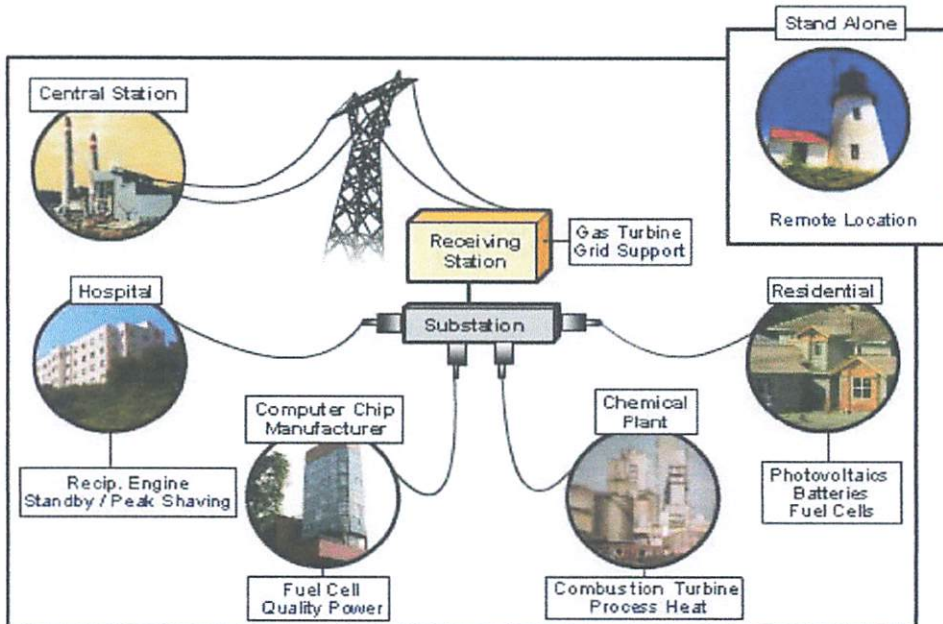 Stand Alone
Central Station
Remote Location
Receiving
Station
Gas Turbine
Grid Support
Hospital
Substation
Residential
Computer Chip
Manufacturer
Chemical
Plant
Recip. Engine
Standby / Peak Shaving
Photovoltaics
Batteries
Fuel Cells
Fuel Cell
Quality Power
Combustion Turbine
Process Heat